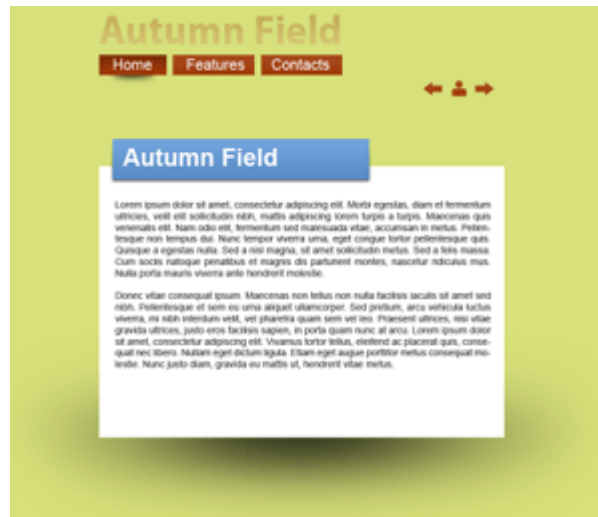 Autumn Field
Home Features Contacts
Autumn Field
Lorem ipsum dolor sit amet, consectetur adipiscing elit. Morbi egestas, diam et fermentum
ultricies, velit elit sollicitudin nibh, mattis adipiscing lorem turpis a turpis. Maecenas quis
venenatis elit. Nam odio elit, fermentum sed malesuada vitae, accumsan in metus. Pellen-
tesque non tempus dui. Nunc tempor viverra urna, eget congue tortor pellentesque quis.
Quisque a egestas nulla. Sed a nisi magna, sit amet sollicitudin metus. Sed a felis massa.
Cum sociis natoque penatibus et magnis dis parturient montes, nascetur ridiculus mus.
Nulla porta mauris viverra ante hendrerit molestie.
Donec vitae consequat ipsum. Maecenas non tellus non nulla facilisis iaculis sit amet sed
nibh. Pellentesque et sem eu urna aliquet ullamcorper. Sed pretium, arcu vehicula luctus
viverra, mi nibh interdum velit, vel pharetra quam sem vel leo. Praesent ultrices, nisi vitae
gravida ultrices, justo eros facilisis sapien, in porta quam nunc at arcu. Lorem ipsum dolor
sit amet, consectetur adipiscing elit. Vivamus tortor tellus, eleifend ac placerat quis, conse-
quat nec libero. Nullam eget dictum ligula. Etiam eget augue porttitor metus consequat mo-
lestie. Nunc justo diam, gravida eu mattis ut, hendrerit vitae metus.